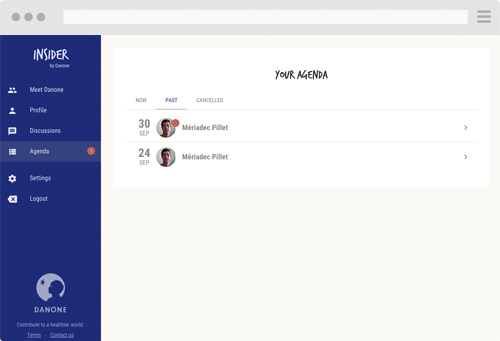 INSIDER
by Danone
Meet Danone
Profile
Discussions
Agenda
Settings
Logout
DANONE
Contribute to a healthier world.
Terms - Contact us
YOUR AGENDA
NOW PAST CANCELLED
30
SEP
Mériadec Pillet
24
SEP
Mériadec Pillet